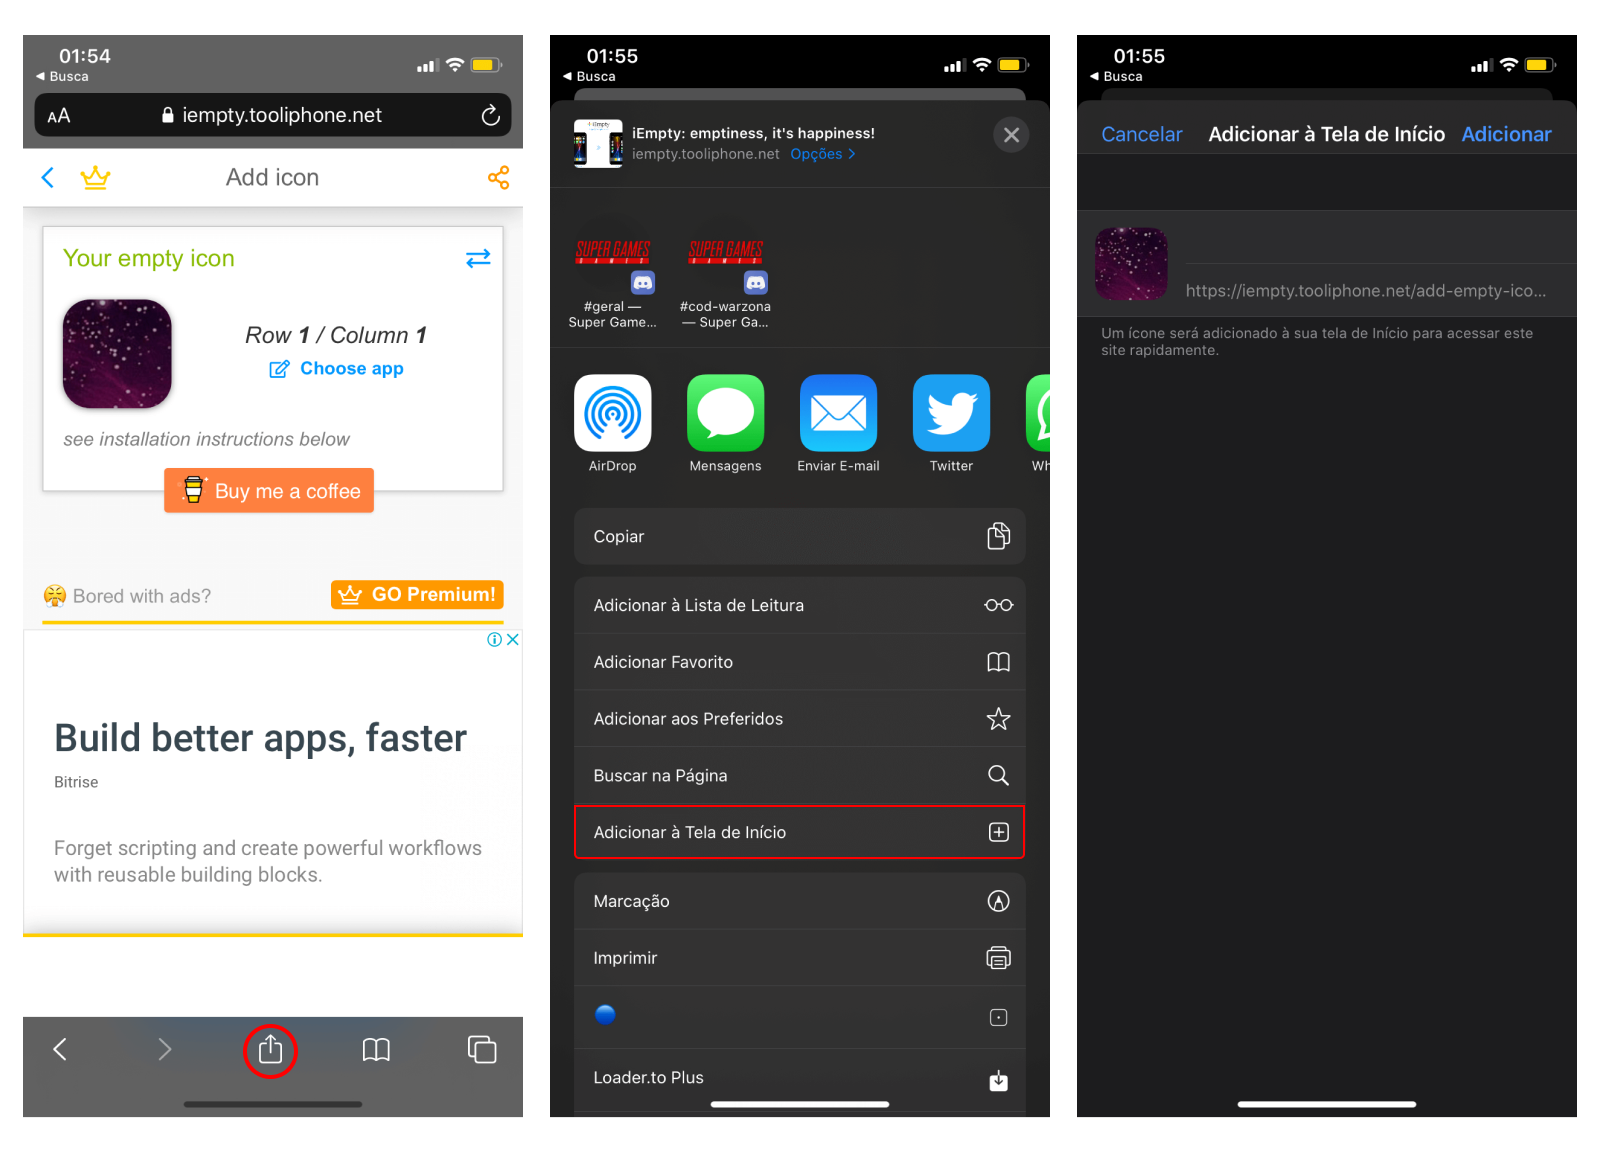 01:54
◄ Busca
AA
iempty.tooliphone.net
Add icon
Your empty icon
Row 1 / Column 1
Choose app
see installation instructions below
Buy me a coffee
Bored with ads?
GO Premium!
Build better apps, faster
Bitrise
Forget scripting and create powerful workflows
with reusable building blocks.
01:55
◄ Busca
iEmpty
iEmpty: emptiness, it's happiness!
iempty.tooliphone.net Opções >
SUPER GAMES
GAMES
SUPER GAMES
GAMES
#geral —
Super Game...
#cod-warzona
— Super Ga...
AirDrop
Mensagens
Enviar E-mail
Twitter
Wh
Copiar
Adicionar à Lista de Leitura
Adicionar Favorito
Adicionar aos Preferidos
Buscar na Página
Adicionar à Tela de Início
Marcação
Imprimir
Loader.to Plus
01:55
◄ Busca
Cancelar Adicionar à Tela de Início Adicionar
https://iempty.tooliphone.net/add-empty-ico...
Um ícone será adicionado à sua tela de Início para acessar este
site rapidamente.